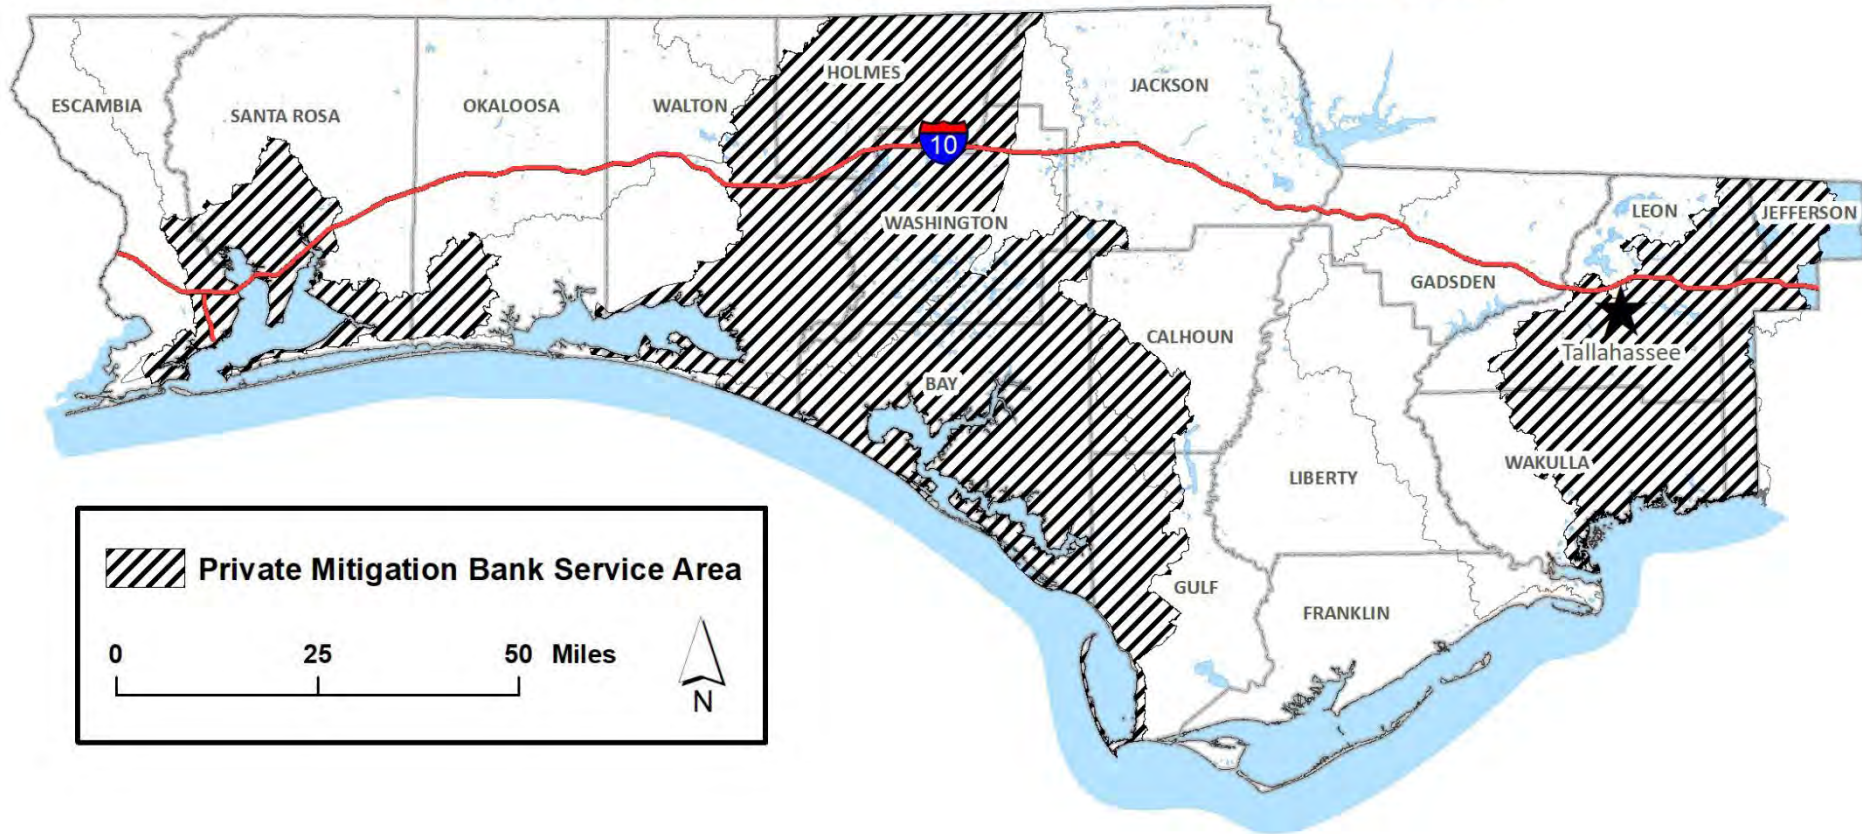 HOLMES
JACKSON
ESCAMBIA
SANTA ROSA
OKALOOSA
WALTON
10
WASHINGTON
LEON
JEFFERSON
GADSDEN
CALHOUN
Tallahassee
BAY
WAKULLA
LIBERTY
GULF
FRANKLIN
Private Mitigation Bank Service Area
0 25 50 Miles
N